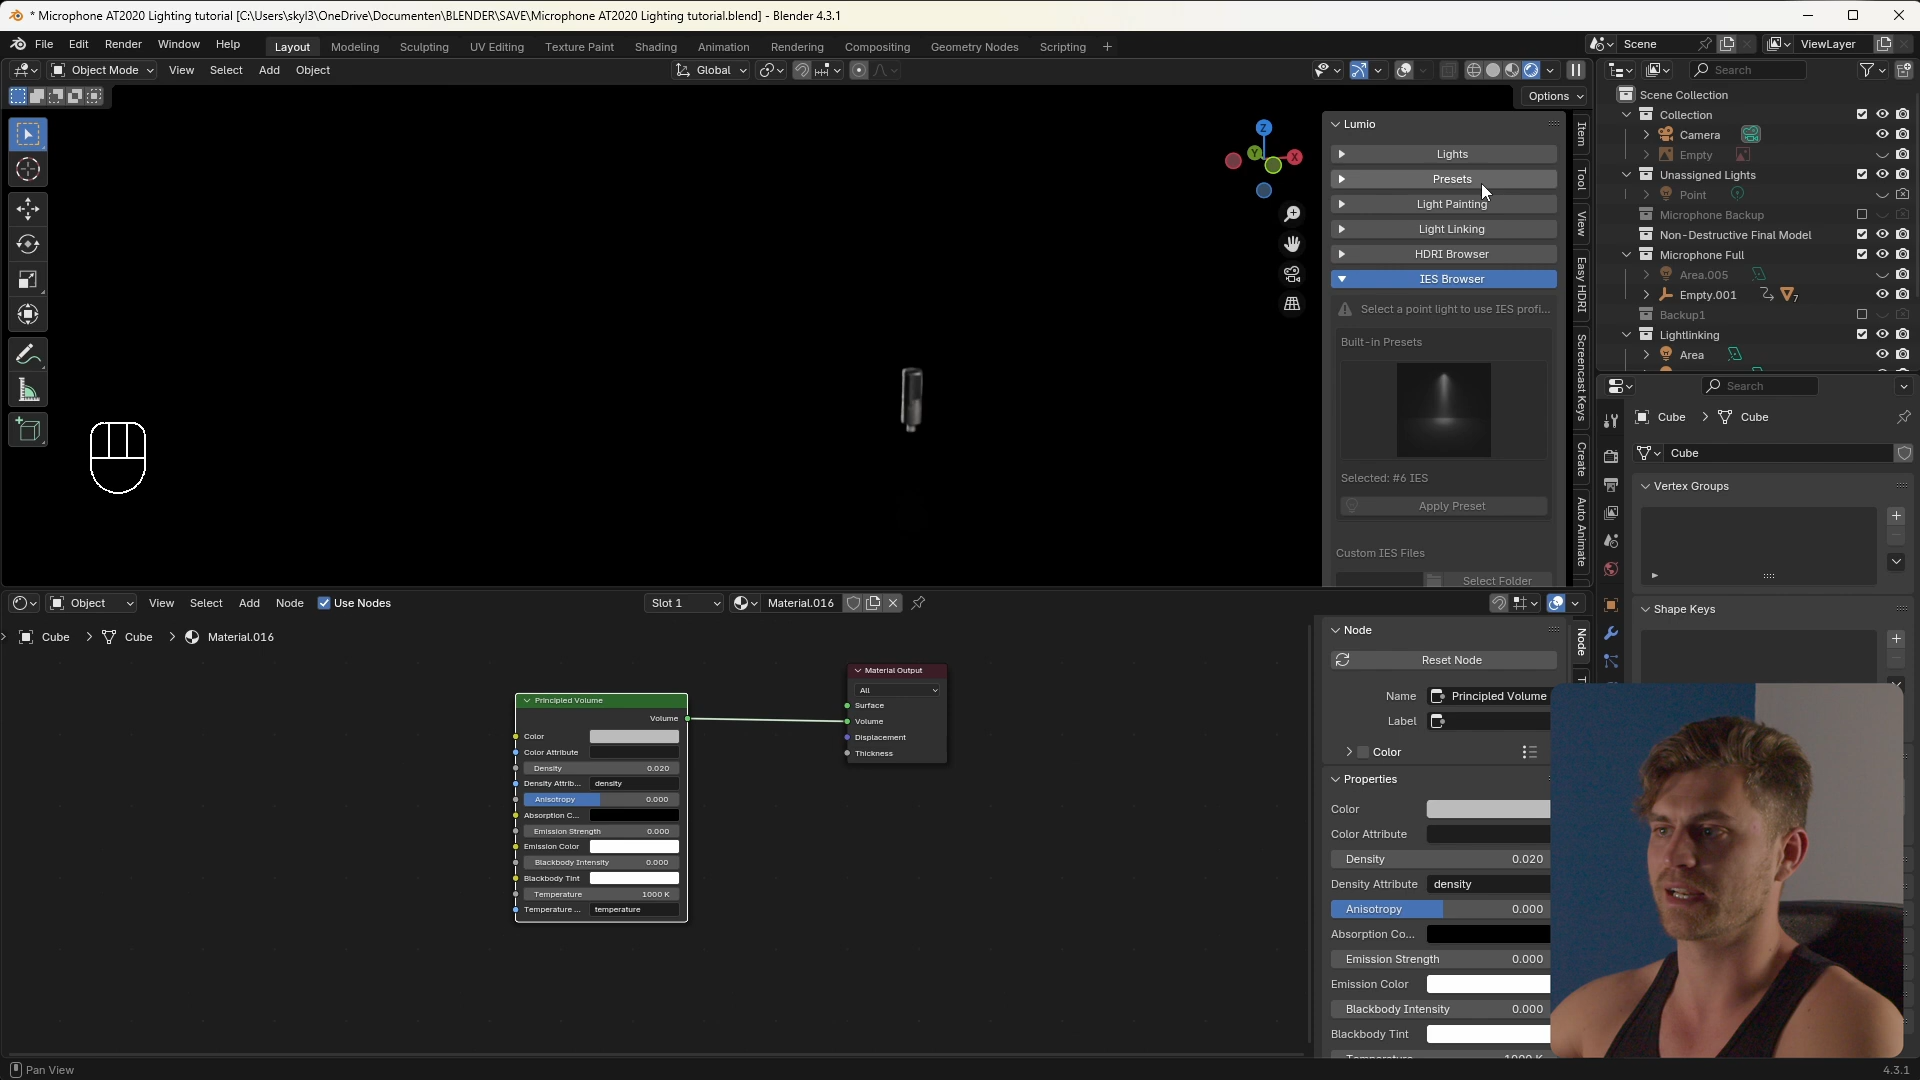 * Microphone AT2020 Lighting tutorial [C:\Users\skyl3\OneDrive\Documenten\BLENDER\SAVE\Microphone AT2020 Lighting tutorial.blend] - Blender 4.3.1
File Edit Render Window Help Layout Modeling Sculpting UV Editing Texture Paint Shading Animation Rendering Compositing Geometry Nodes Scripting + Scene ViewLayer
Object Mode View Select Add Object Global Search
Options
Lumio
Lights
Presets
Light Painting
Light Linking
HDRI Browser
IES Browser
Select a point light to use IES profi...
Built-in Presets
Selected: #6 IES
Apply Preset
Custom IES Files
Select Folder
Z
Y
X
Item
Tool
View
Easy HDRI
Screencast Keys
Create
Auto Animate
Scene Collection
Collection
Camera
Empty
Unassigned Lights
Point
Microphone Backup
Non-Destructive Final Model
Microphone Full
Area.005
Empty.001 7
Backup1
Lightlinking
Area
Search
Cube > Cube
Cube
Vertex Groups
Shape Keys
Object View Select Add Node Use Nodes Slot 1 Material.016
Cube > Cube > Material.016
Principled Volume
Volume
Color
Color Attribute
Density 0.020
Density Attrib... density
Anisotropy 0.000
Absorption C...
Emission Strength 0.000
Emission Color
Blackbody Intensity 0.000
Blackbody Tint
Temperature 1000 K
Temperature ... temperature
Material Output
All
Surface
Volume
Displacement
Thickness
Node
Reset Node
Name Principled Volume
Label
Color
Properties
Color
Color Attribute
Density 0.020
Density Attribute density
Anisotropy 0.000
Absorption Co...
Emission Strength 0.000
Emission Color
Blackbody Intensity 0.000
Blackbody Tint
Temperature 1000 K
Node
Pan View
4.3.1